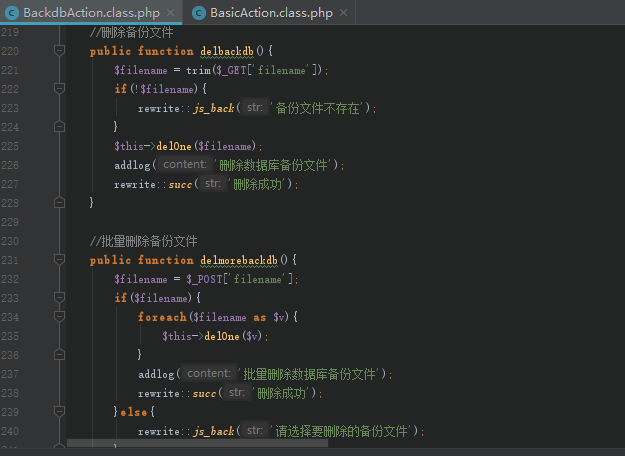 BackdbAction.class.php × BasicAction.class.php ×
219 //删除备份文件
220 public function delbackdb(){
221 $filename = trim($_GET['filename']);
222 if(!$filename){
223 rewrite::js_back( str: '备份文件不存在');
224 }
225 $this->delOne($filename);
226 addlog( content: '删除数据库备份文件');
227 rewrite::succ( str: '删除成功');
228 }
229
230 //批量删除备份文件
231 public function delmorebackdb(){
232 $filename = $_POST['filename'];
233 if($filename){
234 foreach($filename as $v){
235 $this->delOne($v);
236 }
237 addlog( content: '批量删除数据库备份文件');
238 rewrite::succ( str: '删除成功');
239 }else{
240 rewrite::js_back( str: '请选择要删除的备份文件');